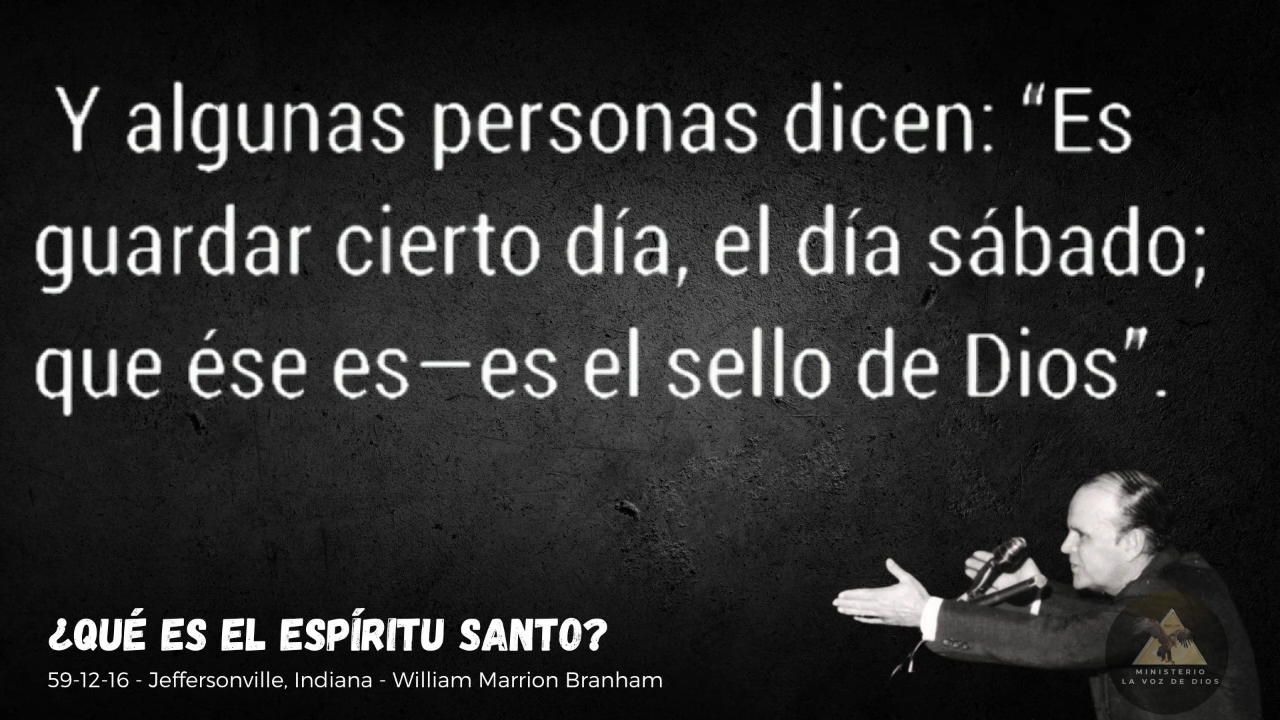 Y algunas personas dicen: “Es
guardar cierto día, el día sábado;
que ése es—es el sello de Dios”.
¿QUÉ ES EL ESPÍRITU SANTO?
59-12-16 - Jeffersonville, Indiana - William Marrion Branham
MINISTERIO
LA VOZ DE DIOS